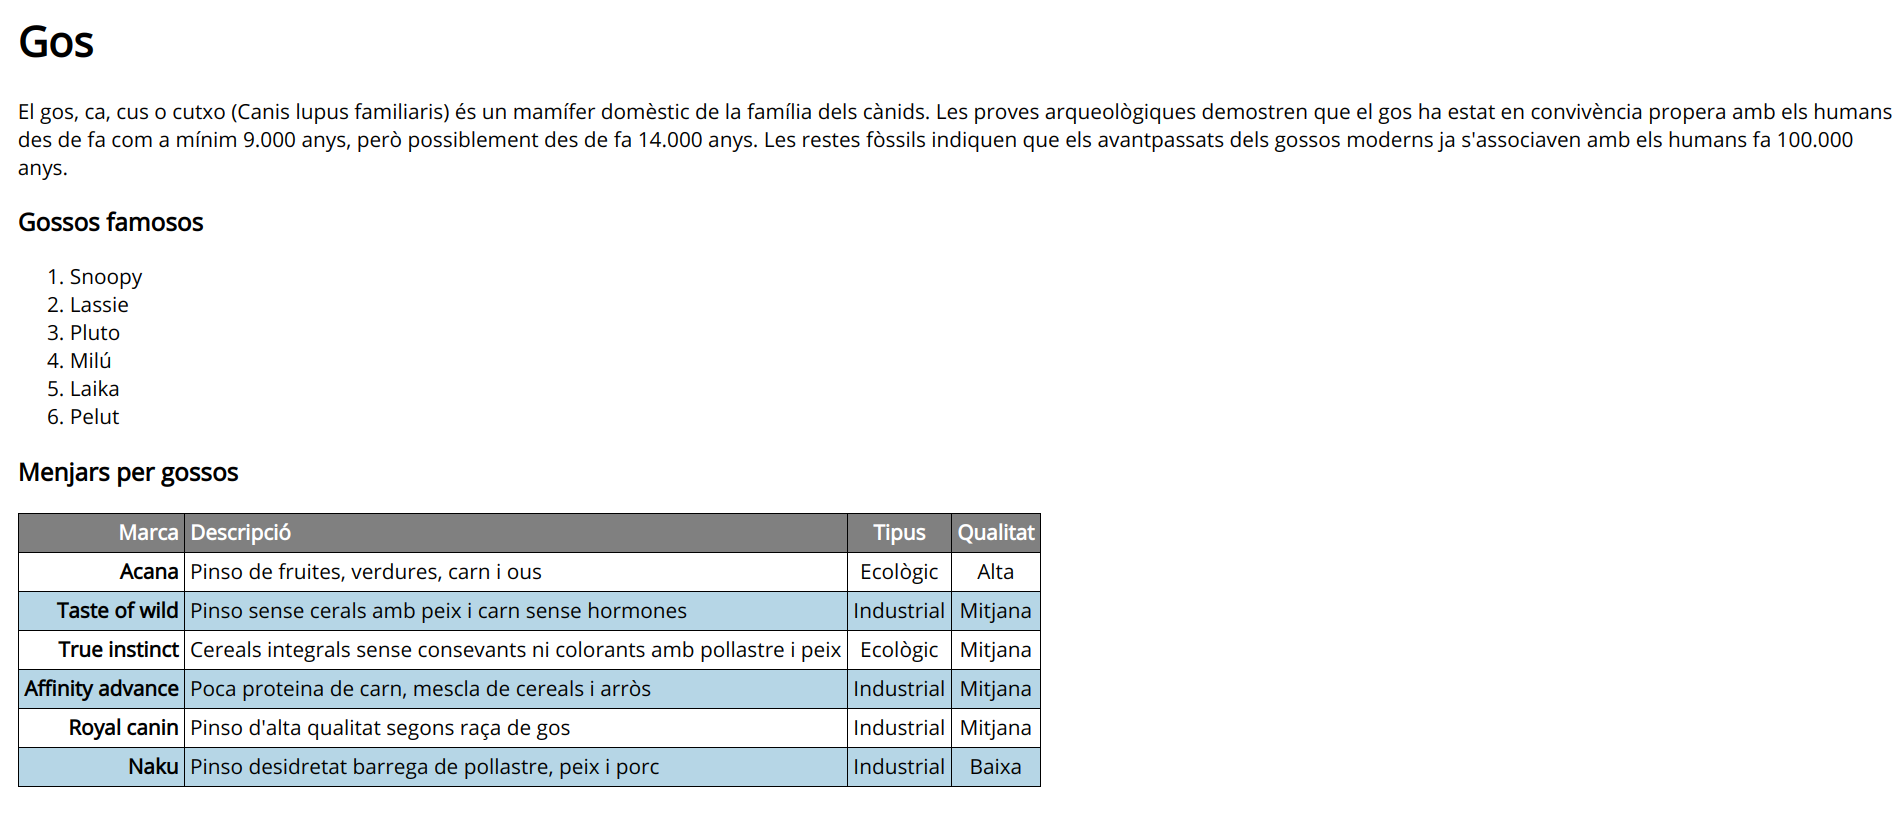 Gos
El gos, ca, cus o cutxo (Canis lupus familiaris) és un mamífer domèstic de la família dels cànids. Les proves arqueològiques demostren que el gos ha estat en convivència propera amb els humans
des de fa com a mínim 9.000 anys, però possiblement des de fa 14.000 anys. Les restes fòssils indiquen que els avantpassats dels gossos moderns ja s'associaven amb els humans fa 100.000
anys.
Gossos famosos
1. Snoopy
2. Lassie
3. Pluto
4. Milú
5. Laika
6. Pelut
Menjars per gossos
Marca Descripció Tipus Qualitat
Acana Pinso de fruites, verdures, carn i ous Ecològic Alta
Taste of wild Pinso sense cerals amb peix i carn sense hormones Industrial Mitjana
True instinct Cereals integrals sense consevants ni colorants amb pollastre i peix Ecològic Mitjana
Affinity advance Poca proteina de carn, mescla de cereals i arròs Industrial Mitjana
Royal canin Pinso d'alta qualitat segons raça de gos Industrial Mitjana
Naku Pinso desidretat barrega de pollastre, peix i porc Industrial Baixa